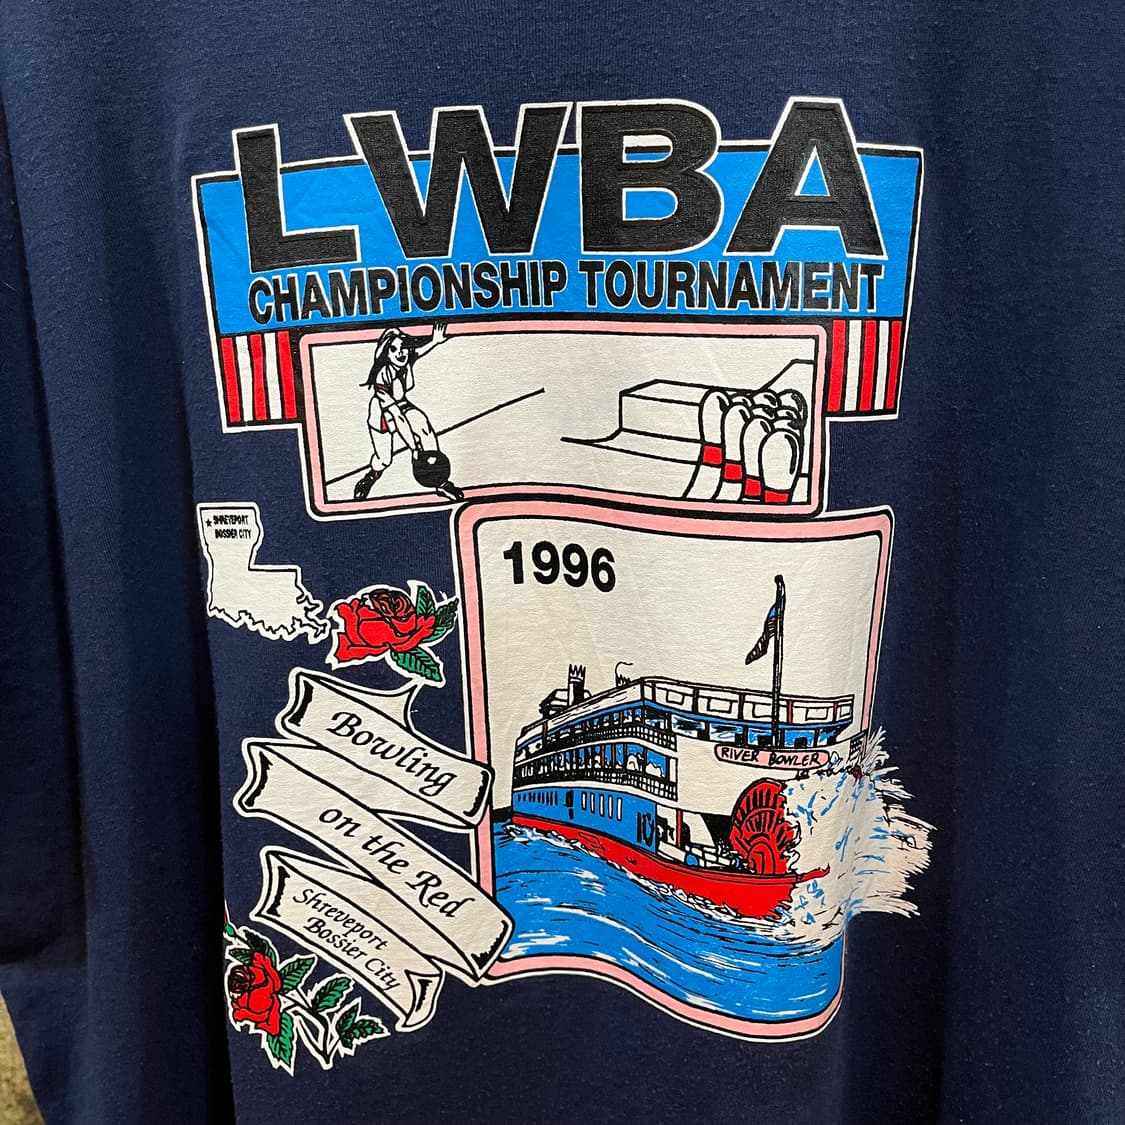 LWBA
CHAMPIONSHIP TOURNAMENT
★ SHREVEPORT
BOSSIER CITY
1996
RIVER BOWLER
Bowling
on the Red
Shreveport
Bossier City